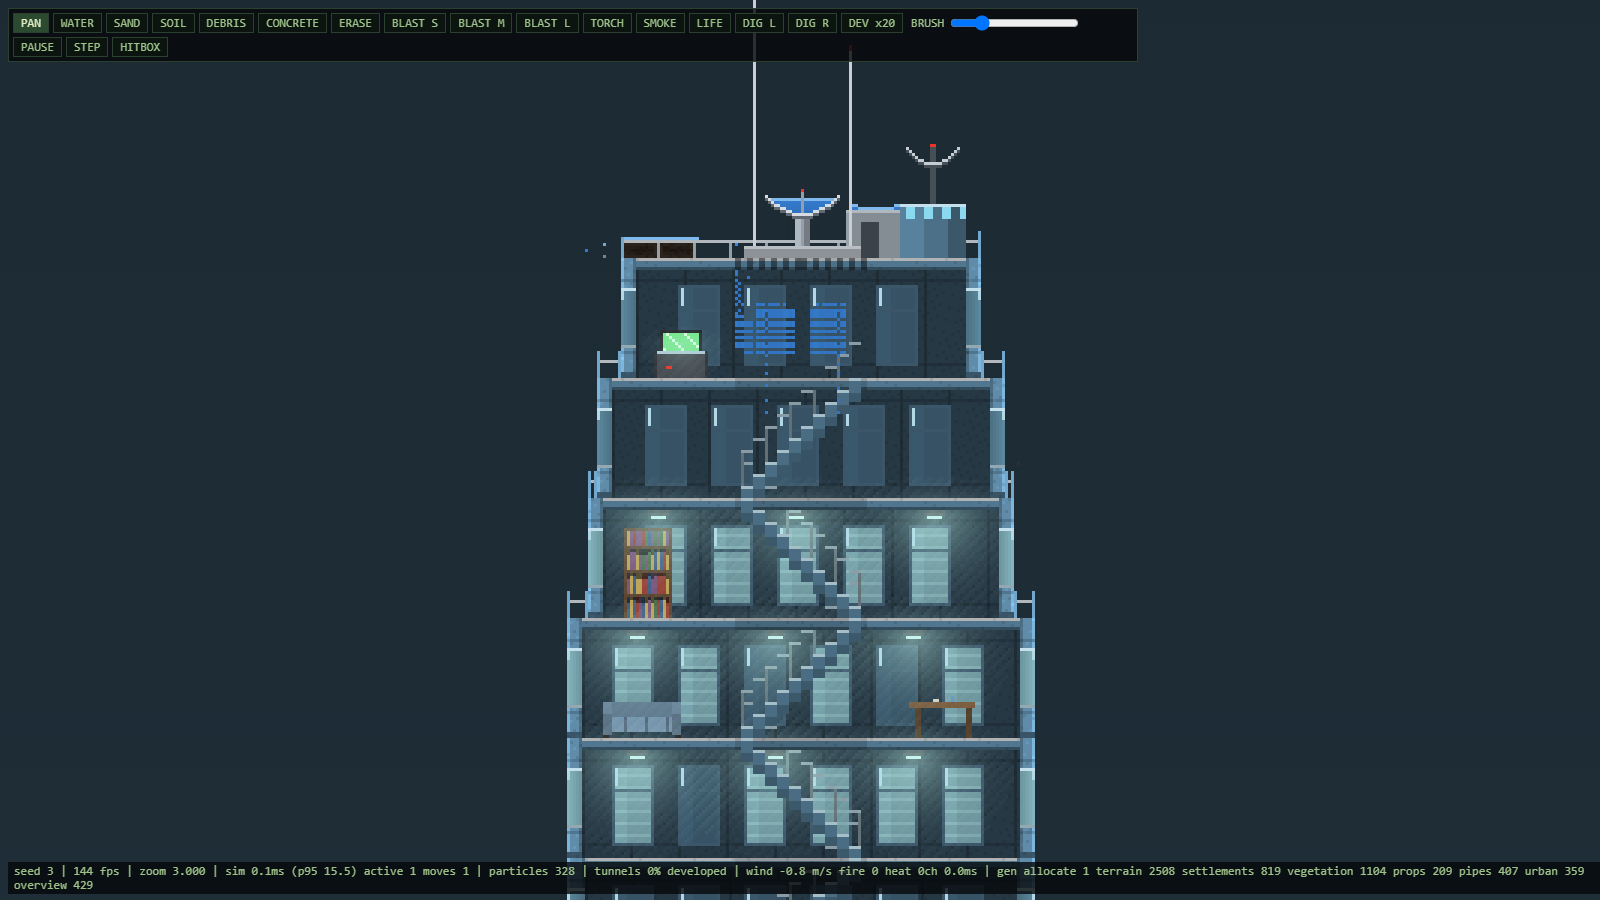 PAN WATER SAND SOIL DEBRIS CONCRETE ERASE BLAST S BLAST M BLAST L TORCH SMOKE LIFE DIG L DIG R DEV x20 BRUSH
PAUSE STEP HITBOX
seed 3 | 144 fps | zoom 3.000 | sim 0.1ms (p95 15.5) active 1 moves 1 | particles 328 | tunnels 0% developed | wind -0.8 m/s fire 0 heat 0ch 0.0ms | gen allocate 1 terrain 2508 settlements 819 vegetation 1104 props 209 pipes 407 urban 359
overview 429